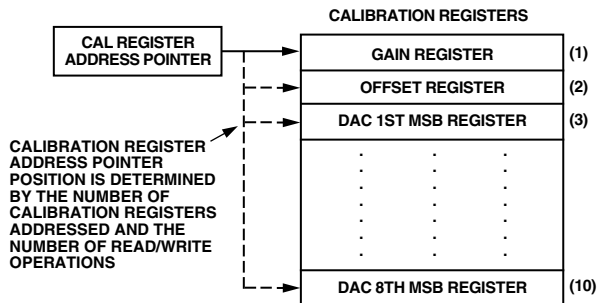 CALIBRATION REGISTERS
CAL REGISTER
ADDRESS POINTER
GAIN REGISTER (1)
OFFSET REGISTER (2)
DAC 1ST MSB REGISTER (3)
CALIBRATION REGISTER
ADDRESS POINTER
POSITION IS DETERMINED
BY THE NUMBER OF
CALIBRATION REGISTERS
ADDRESSED AND THE
NUMBER OF READ/WRITE
OPERATIONS
DAC 8TH MSB REGISTER (10)